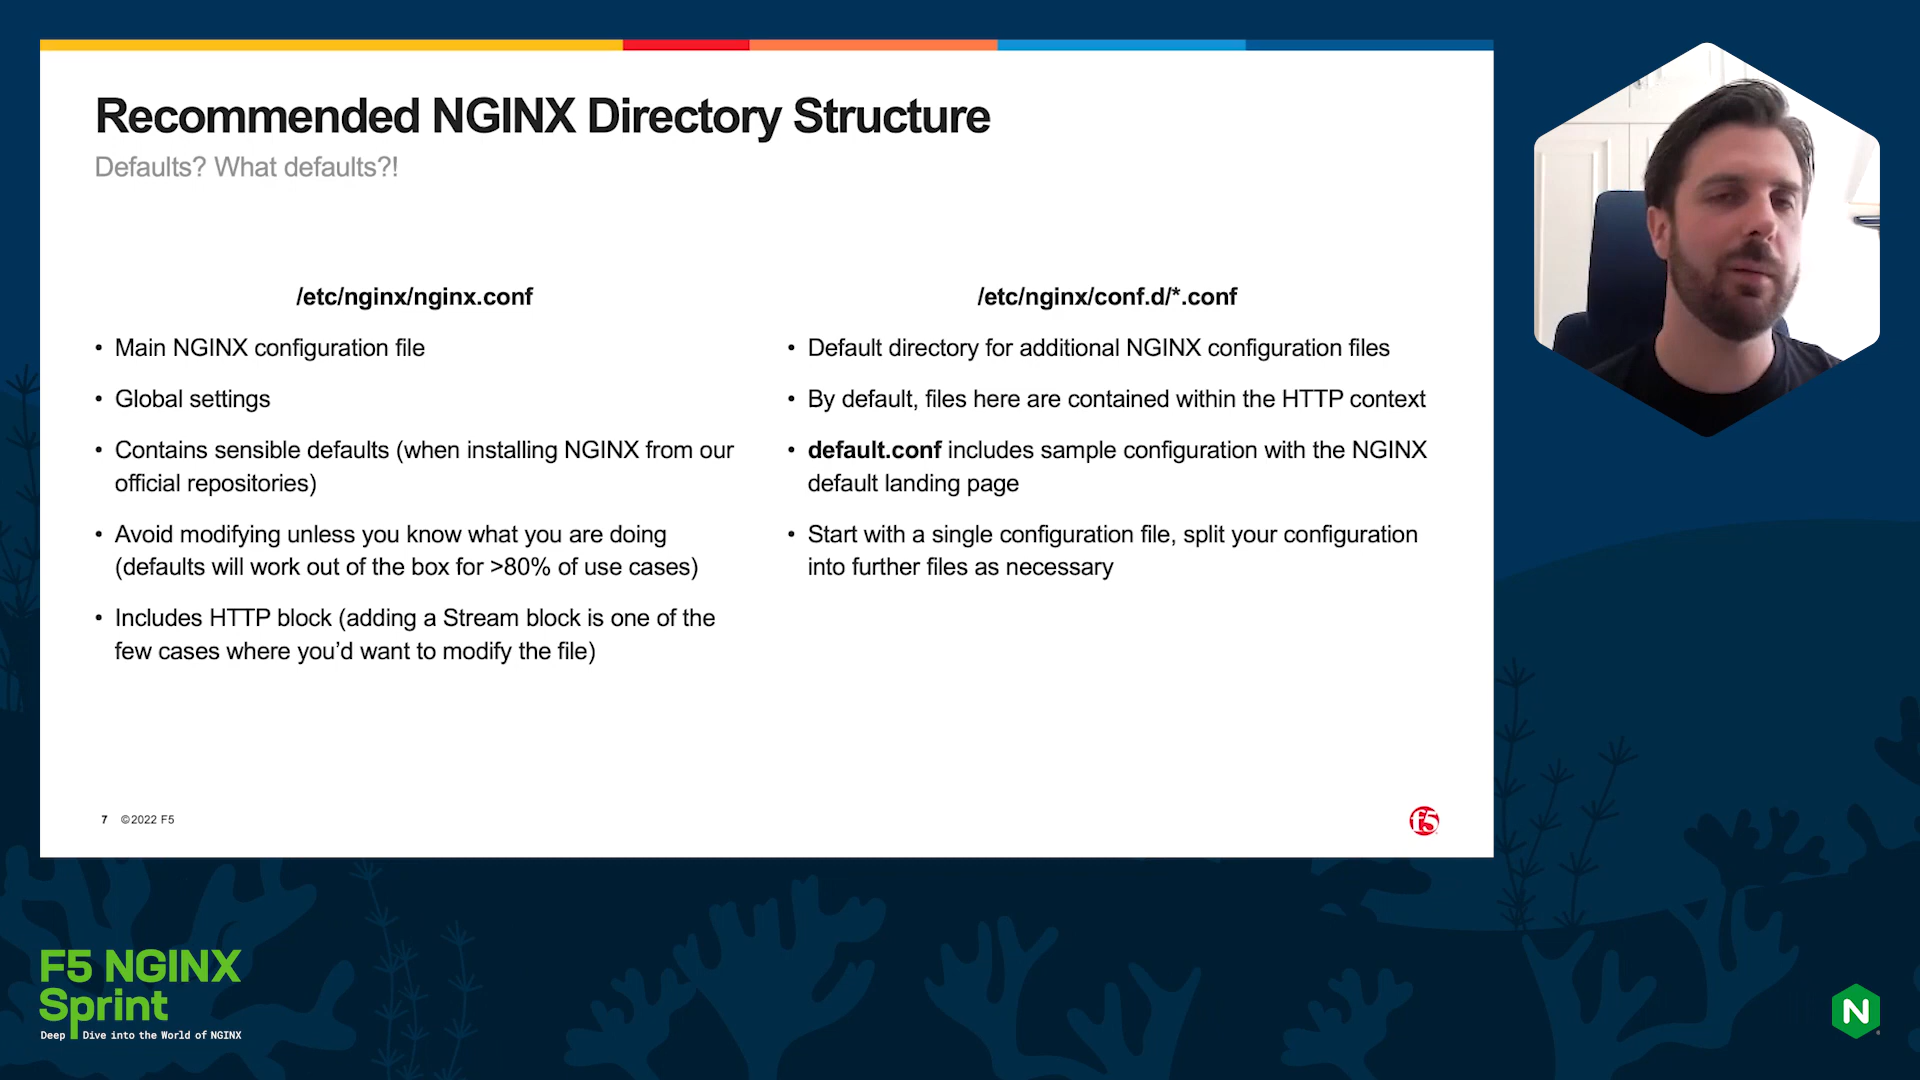 Recommended NGINX Directory Structure
Defaults? What defaults?!
/etc/nginx/nginx.conf
• Main NGINX configuration file
• Global settings
• Contains sensible defaults (when installing NGINX from our
official repositories)
• Avoid modifying unless you know what you are doing
(defaults will work out of the box for >80% of use cases)
• Includes HTTP block (adding a Stream block is one of the
few cases where you’d want to modify the file)
/etc/nginx/conf.d/*.conf
• Default directory for additional NGINX configuration files
• By default, files here are contained within the HTTP context
• default.conf includes sample configuration with the NGINX
default landing page
• Start with a single configuration file, split your configuration
into further files as necessary
7 ©2022 F5
f5
F5 NGINX
Sprint
Deep Dive into the World of NGINX
N